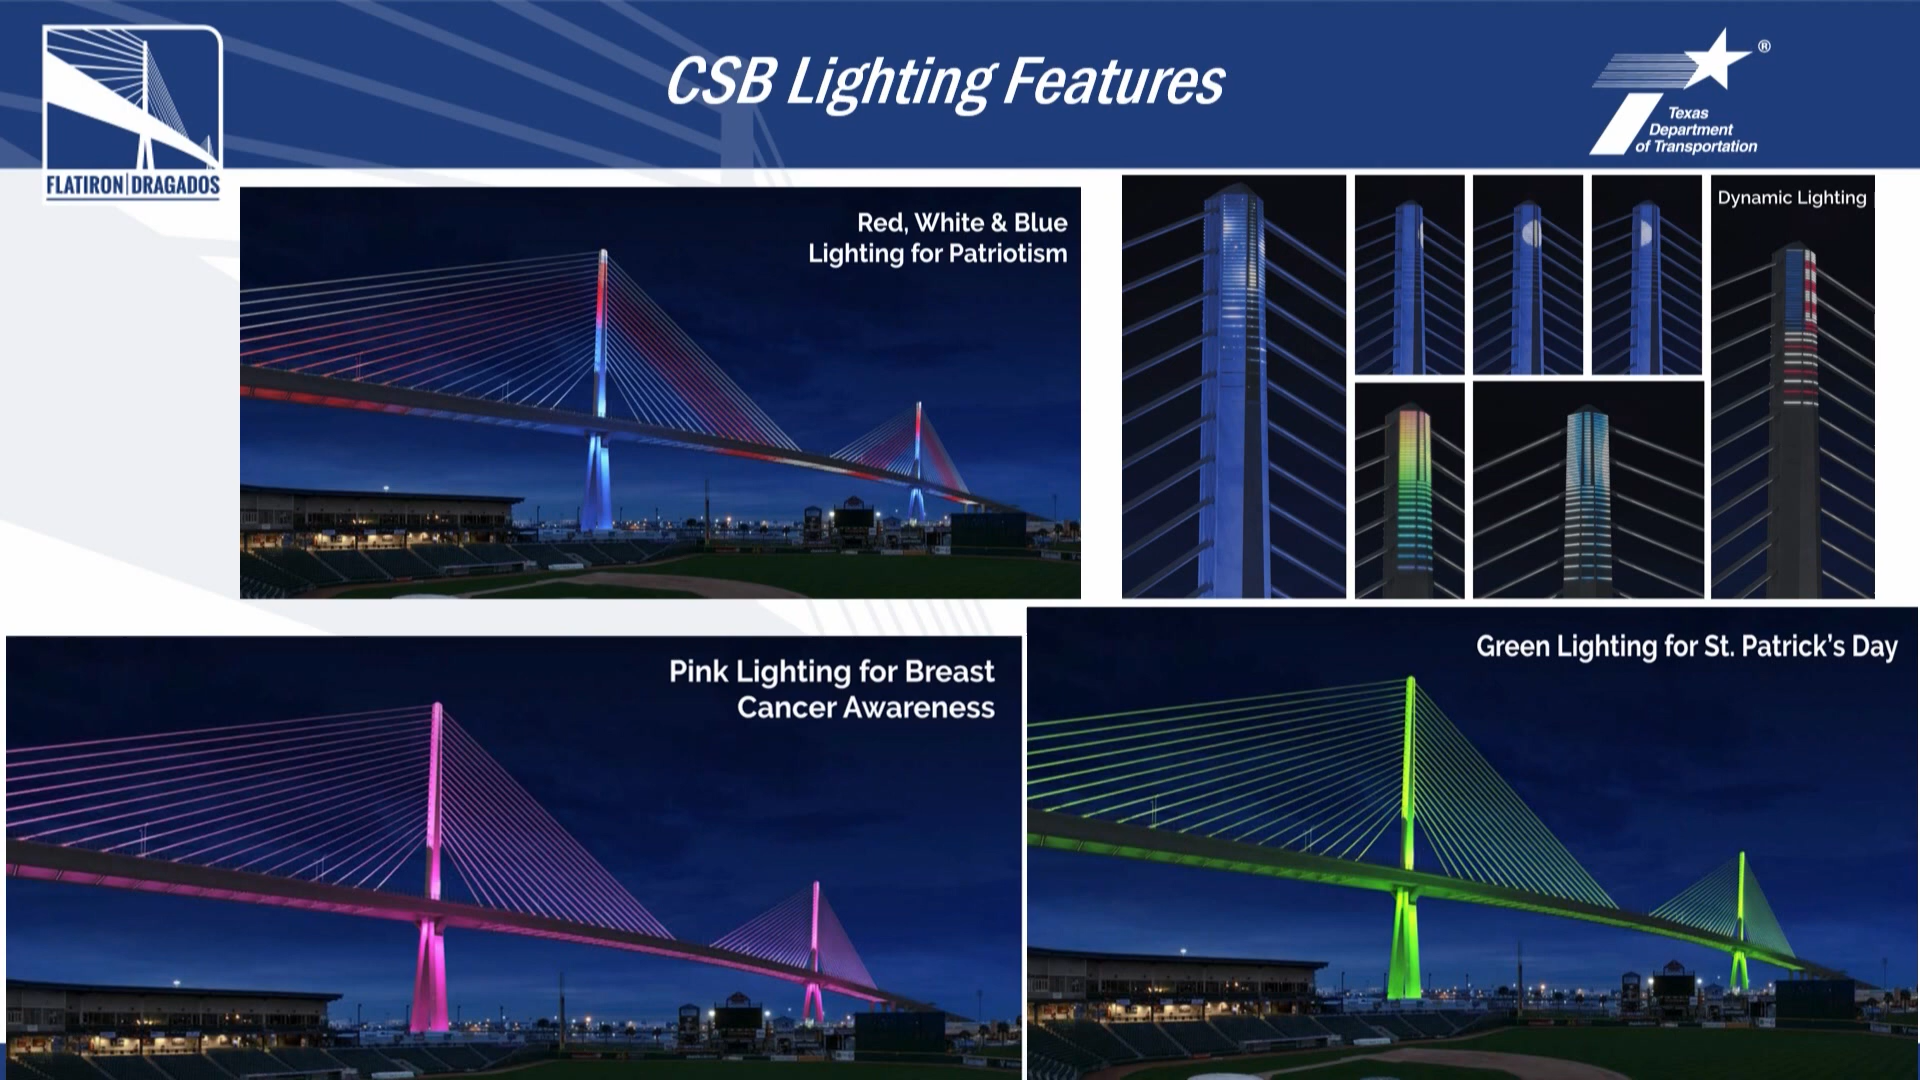 CSB Lighting Features
FLATIRON|DRAGADOS
®
Texas
Department
of Transportation
Red, White & Blue
Lighting for Patriotism
Dynamic Lighting
Pink Lighting for Breast
Cancer Awareness
Green Lighting for St. Patrick's Day